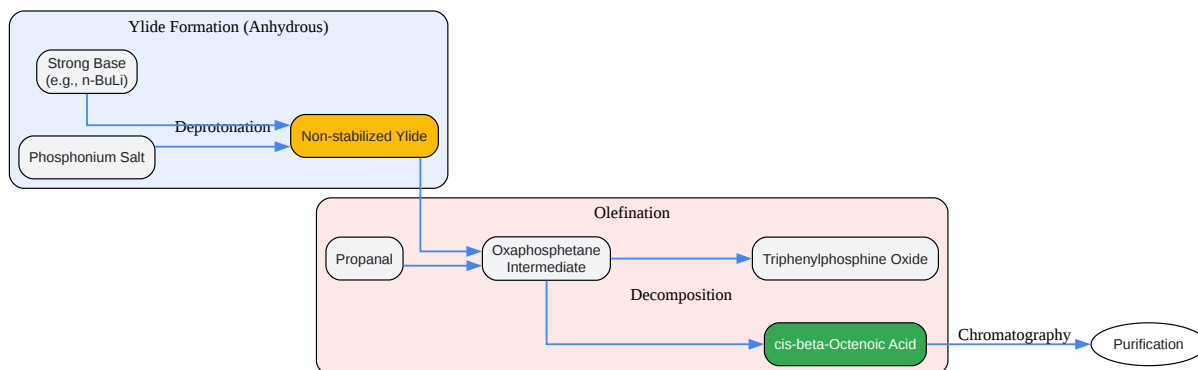 Ylide Formation (Anhydrous)
Strong Base
(e.g., n-BuLi)
Deprotonation
Non-stabilized Ylide
Phosphonium Salt
Olefination
Propanal
Oxaphosphetane
Intermediate
Triphenylphosphine Oxide
Decomposition
cis-beta-Octenoic Acid
Chromatography
Purification